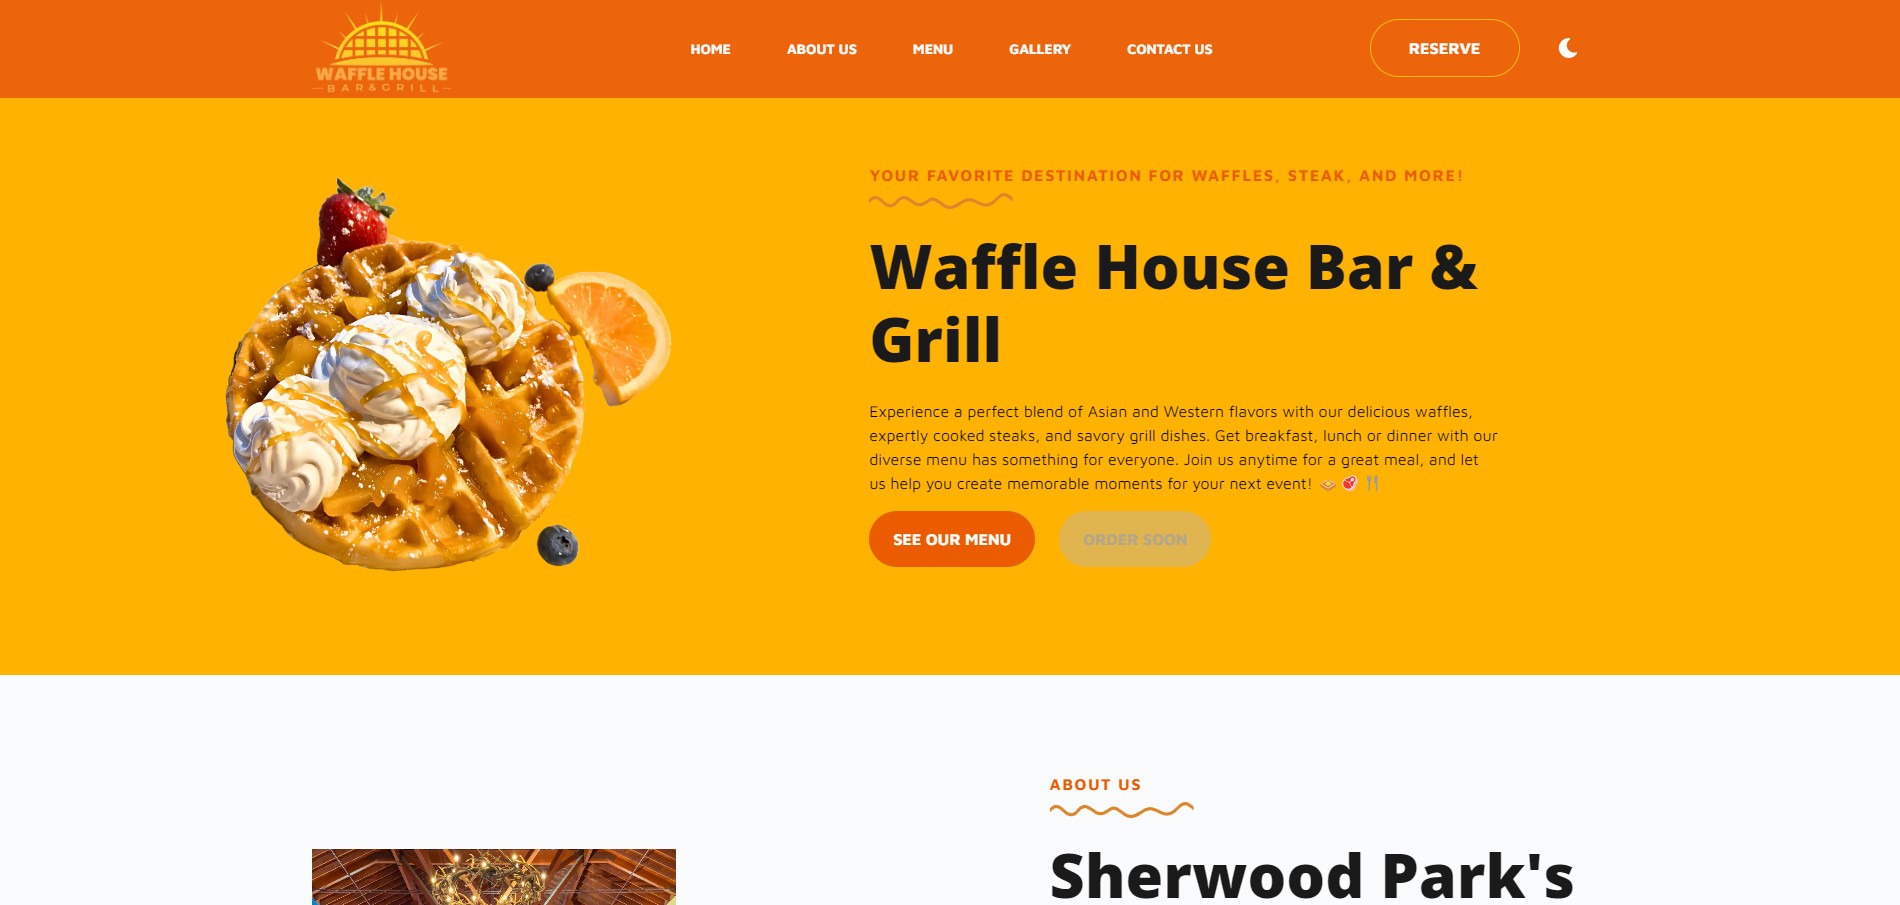 WAFFLE HOUSE
BAR&GRILL
HOME
ABOUT US
MENU
GALLERY
CONTACT US
RESERVE
YOUR FAVORITE DESTINATION FOR WAFFLES, STEAK, AND MORE!
Waffle House Bar &
Grill
Experience a perfect blend of Asian and Western flavors with our delicious waffles,
expertly cooked steaks, and savory grill dishes. Get breakfast, lunch or dinner with our
diverse menu has something for everyone. Join us anytime for a great meal, and let
us help you create memorable moments for your next event! 🧇 🥩 🍴
SEE OUR MENU
ORDER SOON
ABOUT US
Sherwood Park's